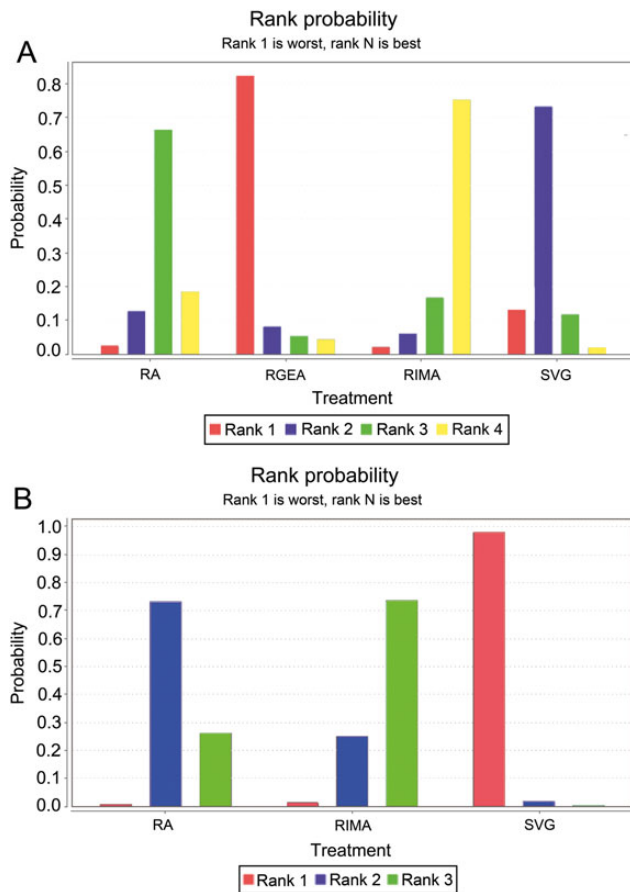 Rank probability
Rank 1 is worst, rank N is best
A
0.8
0.7
0.6
0.5
0.4
0.3
0.2
0.1
0.0
Probability
RA RGEA RIMA SVG
Treatment
Rank 1 Rank 2 Rank 3 Rank 4
Rank probability
Rank 1 is worst, rank N is best
B
1.0
0.9
0.8
0.7
0.6
0.5
0.4
0.3
0.2
0.1
0.0
Probability
RA RIMA SVG
Treatment
Rank 1 Rank 2 Rank 3